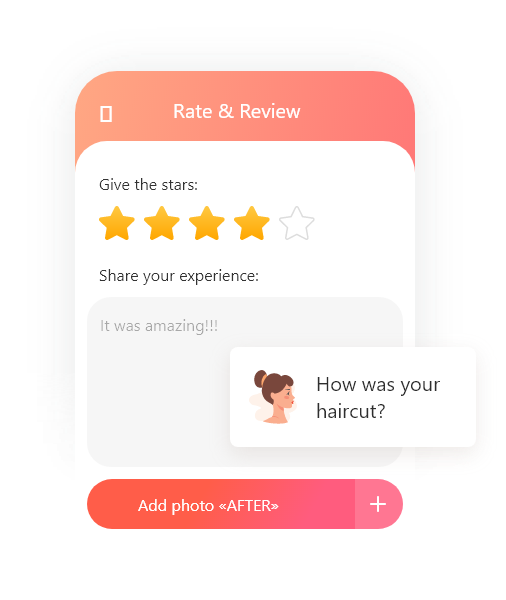 Rate & Review
Give the stars:
Share your experience:
It was amazing!!!
How was your
haircut?
Add photo «AFTER»